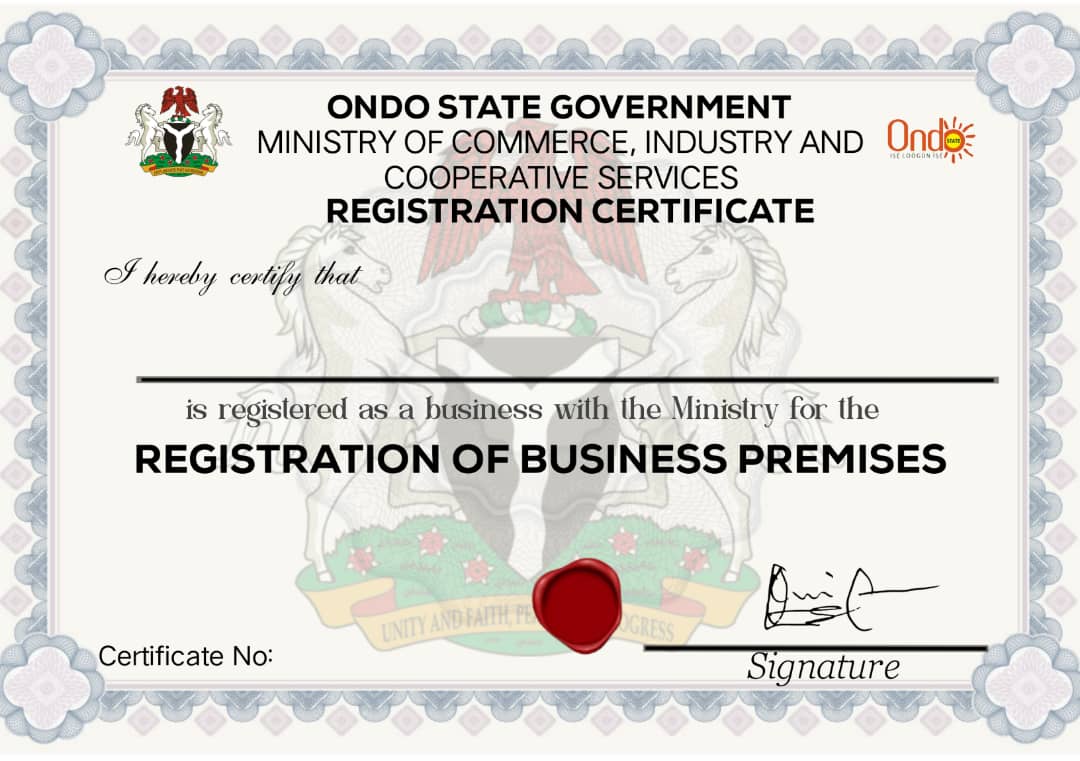 ONDO STATE GOVERNMENT
MINISTRY OF COMMERCE, INDUSTRY AND
COOPERATIVE SERVICES
REGISTRATION CERTIFICATE
Ondo
STATE
ISE LOOGUN ISE
I hereby certify that
is registered as a business with the Ministry for the
REGISTRATION OF BUSINESS PREMISES
UNITY AND FAITH, PE OGRESS
Certificate No:
Signature